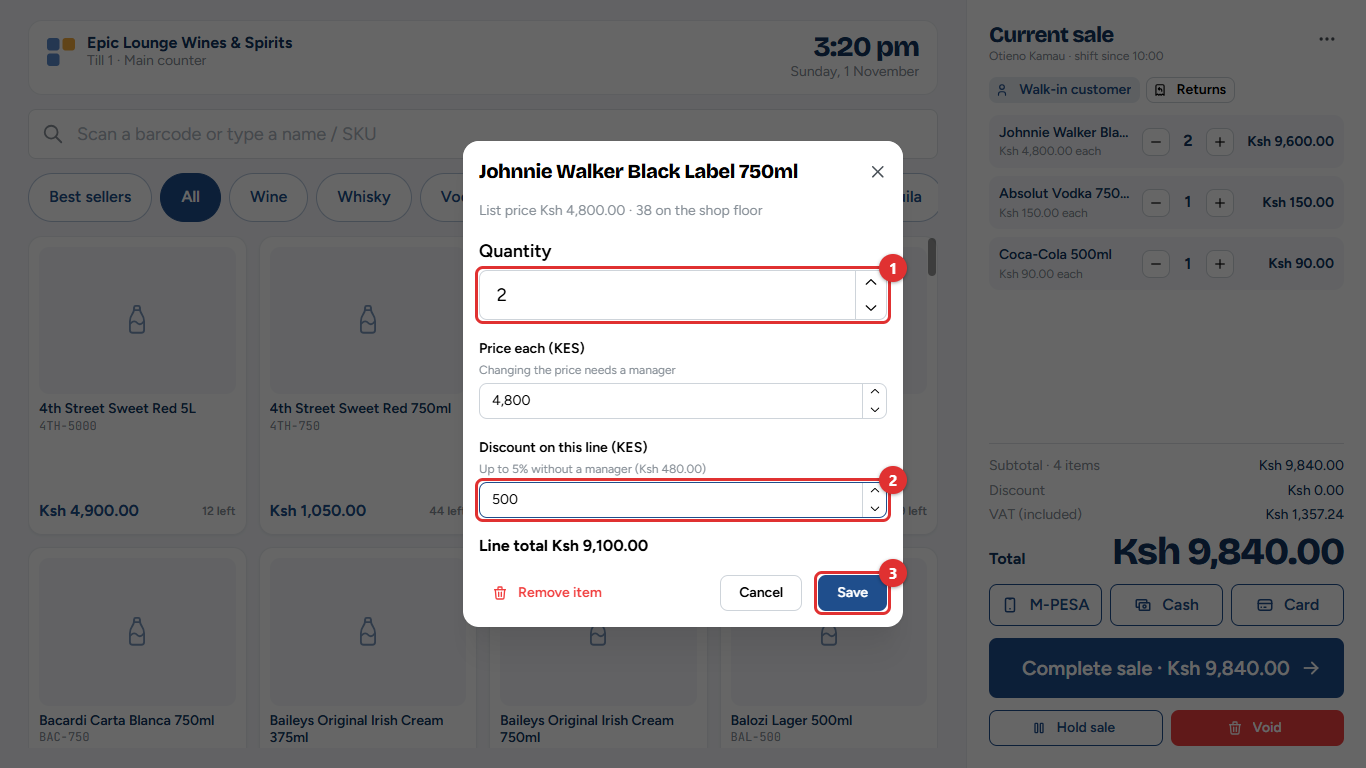 Epic Lounge Wines & Spirits
Till 1 · Main counter
3:20 pm
Sunday, 1 November
Scan a barcode or type a name / SKU
Best sellers
All
Wine
Whisky
4th Street Sweet Red 5L
4TH-5000
Ksh 4,900.00
12 left
4th Street Sweet Red 750ml
4TH-750
Ksh 1,050.00
44 left
left
Bacardi Carta Blanca 750ml
BAC-750
Baileys Original Irish Cream
375ml
Baileys Original Irish Cream
750ml
Balozi Lager 500ml
BAL-500
Johnnie Walker Black Label 750ml
List price Ksh 4,800.00 · 38 on the shop floor
Quantity
1
2
Price each (KES)
Changing the price needs a manager
4,800
Discount on this line (KES)
Up to 5% without a manager (Ksh 480.00)
2
500
Line total Ksh 9,100.00
3
Remove item
Cancel
Save
Current sale
Otieno Kamau · shift since 10:00
Walk-in customer
Returns
Johnnie Walker Bla...
Ksh 4,800.00 each
2
Ksh 9,600.00
Absolut Vodka 750...
Ksh 150.00 each
1
Ksh 150.00
Coca-Cola 500ml
Ksh 90.00 each
1
Ksh 90.00
Subtotal · 4 items
Ksh 9,840.00
Discount
Ksh 0.00
VAT (included)
Ksh 1,357.24
Total
Ksh 9,840.00
M-PESA
Cash
Card
Complete sale · Ksh 9,840.00
Hold sale
Void